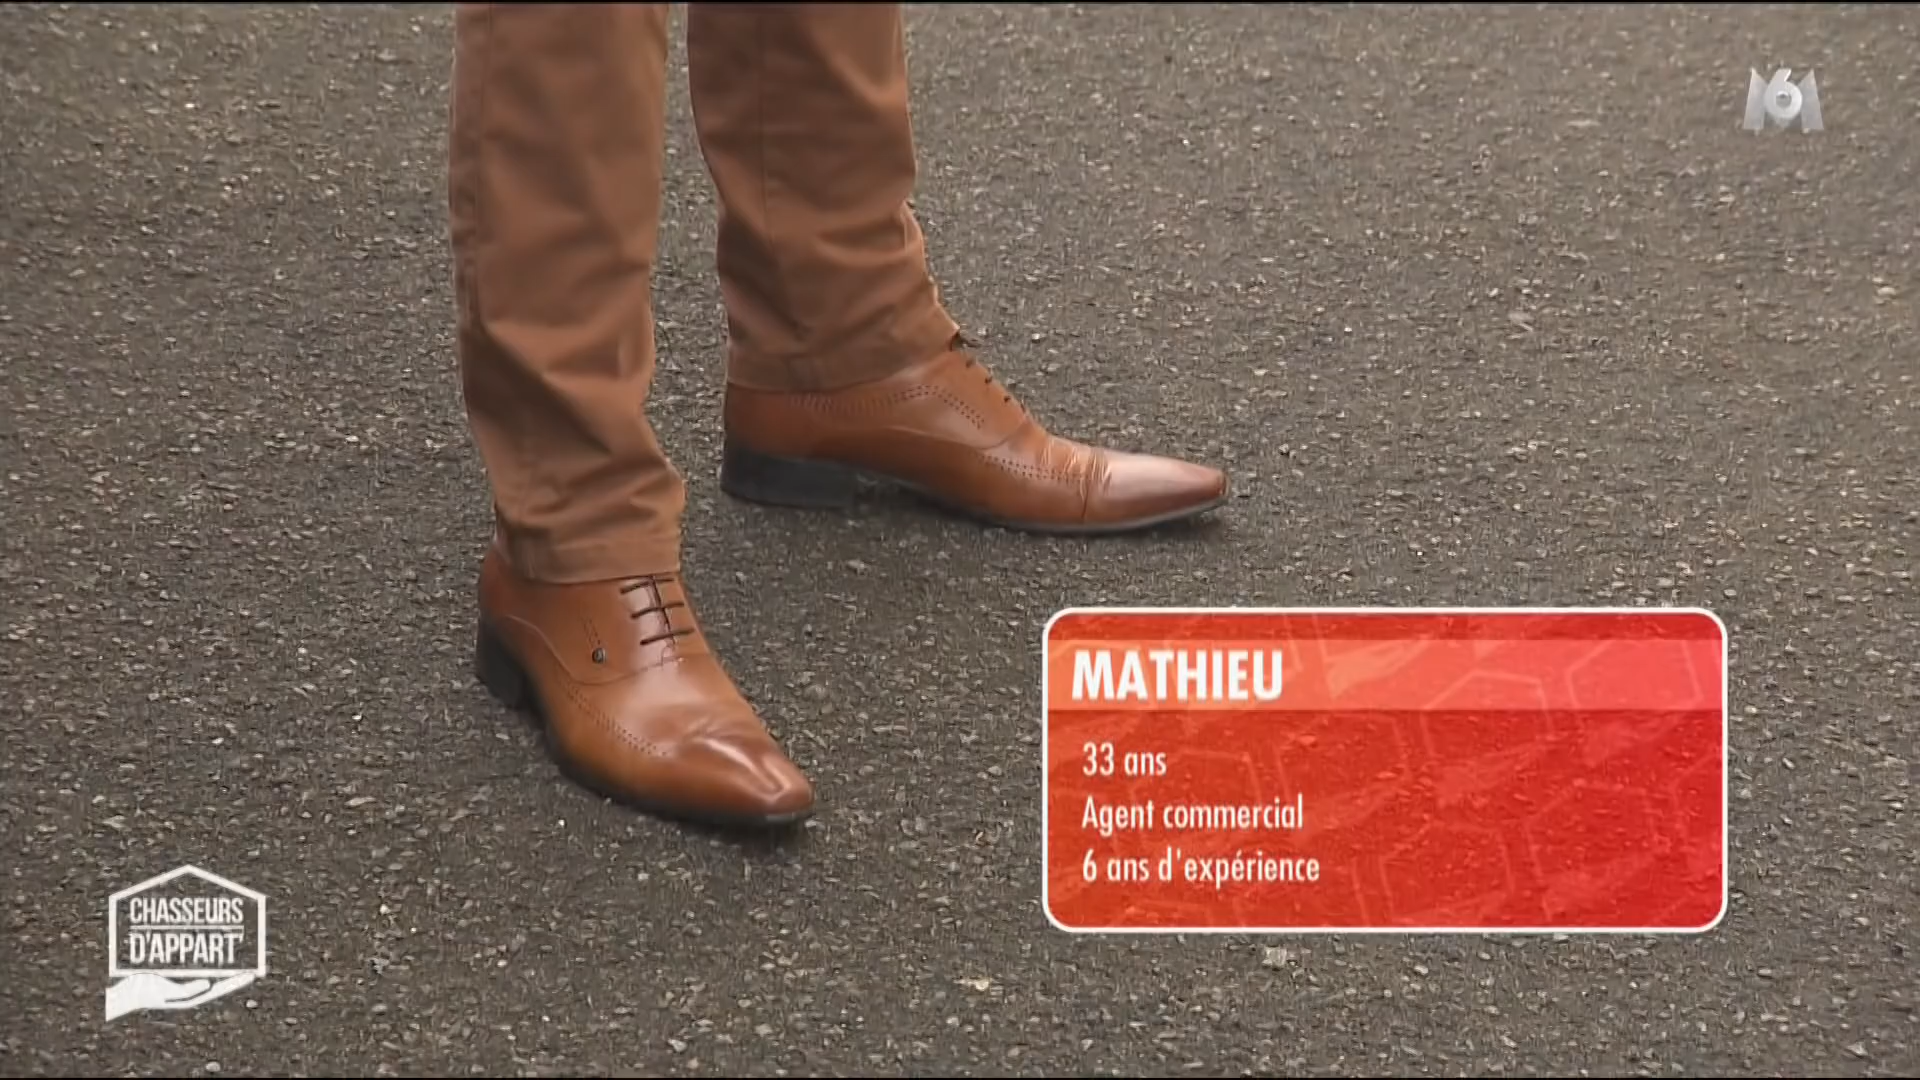 M6
MATHIEU
33 ans
Agent commercial
6 ans d'expérience
CHASSEURS
D'APPART'